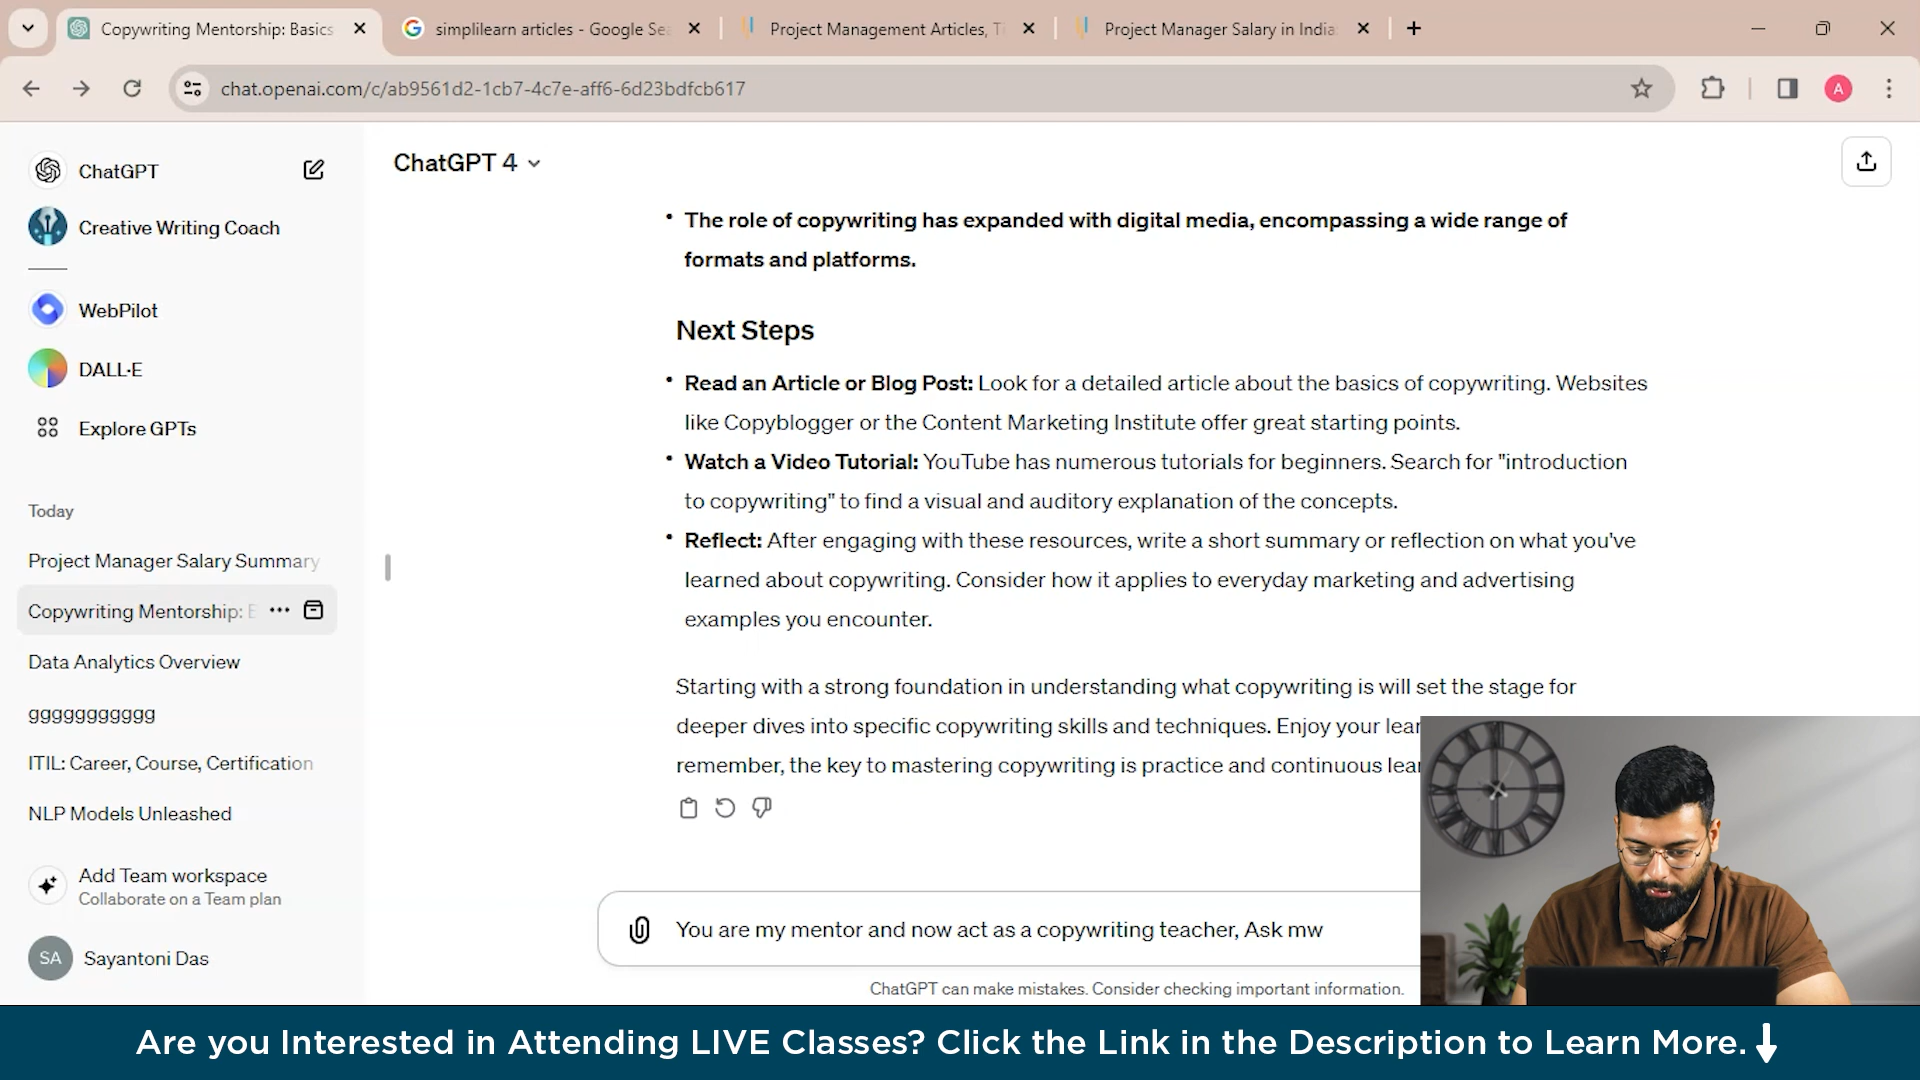 Copywriting Mentorship: Basics
simplilearn articles - Google Se
Project Management Articles, Ti
Project Manager Salary in India
chat.openai.com/c/ab9561d2-1cb7-4c7e-aff6-6d23bdfcb617
A
ChatGPT
Creative Writing Coach
WebPilot
DALL·E
Explore GPTs
Today
Project Manager Salary Summary
Copywriting Mentorship: B
Data Analytics Overview
ggggggggggg
ITIL: Career, Course, Certification
NLP Models Unleashed
Add Team workspace
Collaborate on a Team plan
SA
Sayantoni Das
ChatGPT 4
• The role of copywriting has expanded with digital media, encompassing a wide range of
formats and platforms.
Next Steps
• Read an Article or Blog Post: Look for a detailed article about the basics of copywriting. Websites
like Copyblogger or the Content Marketing Institute offer great starting points.
• Watch a Video Tutorial: YouTube has numerous tutorials for beginners. Search for "introduction
to copywriting" to find a visual and auditory explanation of the concepts.
• Reflect: After engaging with these resources, write a short summary or reflection on what you've
learned about copywriting. Consider how it applies to everyday marketing and advertising
examples you encounter.
Starting with a strong foundation in understanding what copywriting is will set the stage for
deeper dives into specific copywriting skills and techniques. Enjoy your lear
remember, the key to mastering copywriting is practice and continuous lear
You are my mentor and now act as a copywriting teacher, Ask mw
ChatGPT can make mistakes. Consider checking important information.
Are you Interested in Attending LIVE Classes? Click the Link in the Description to Learn More.